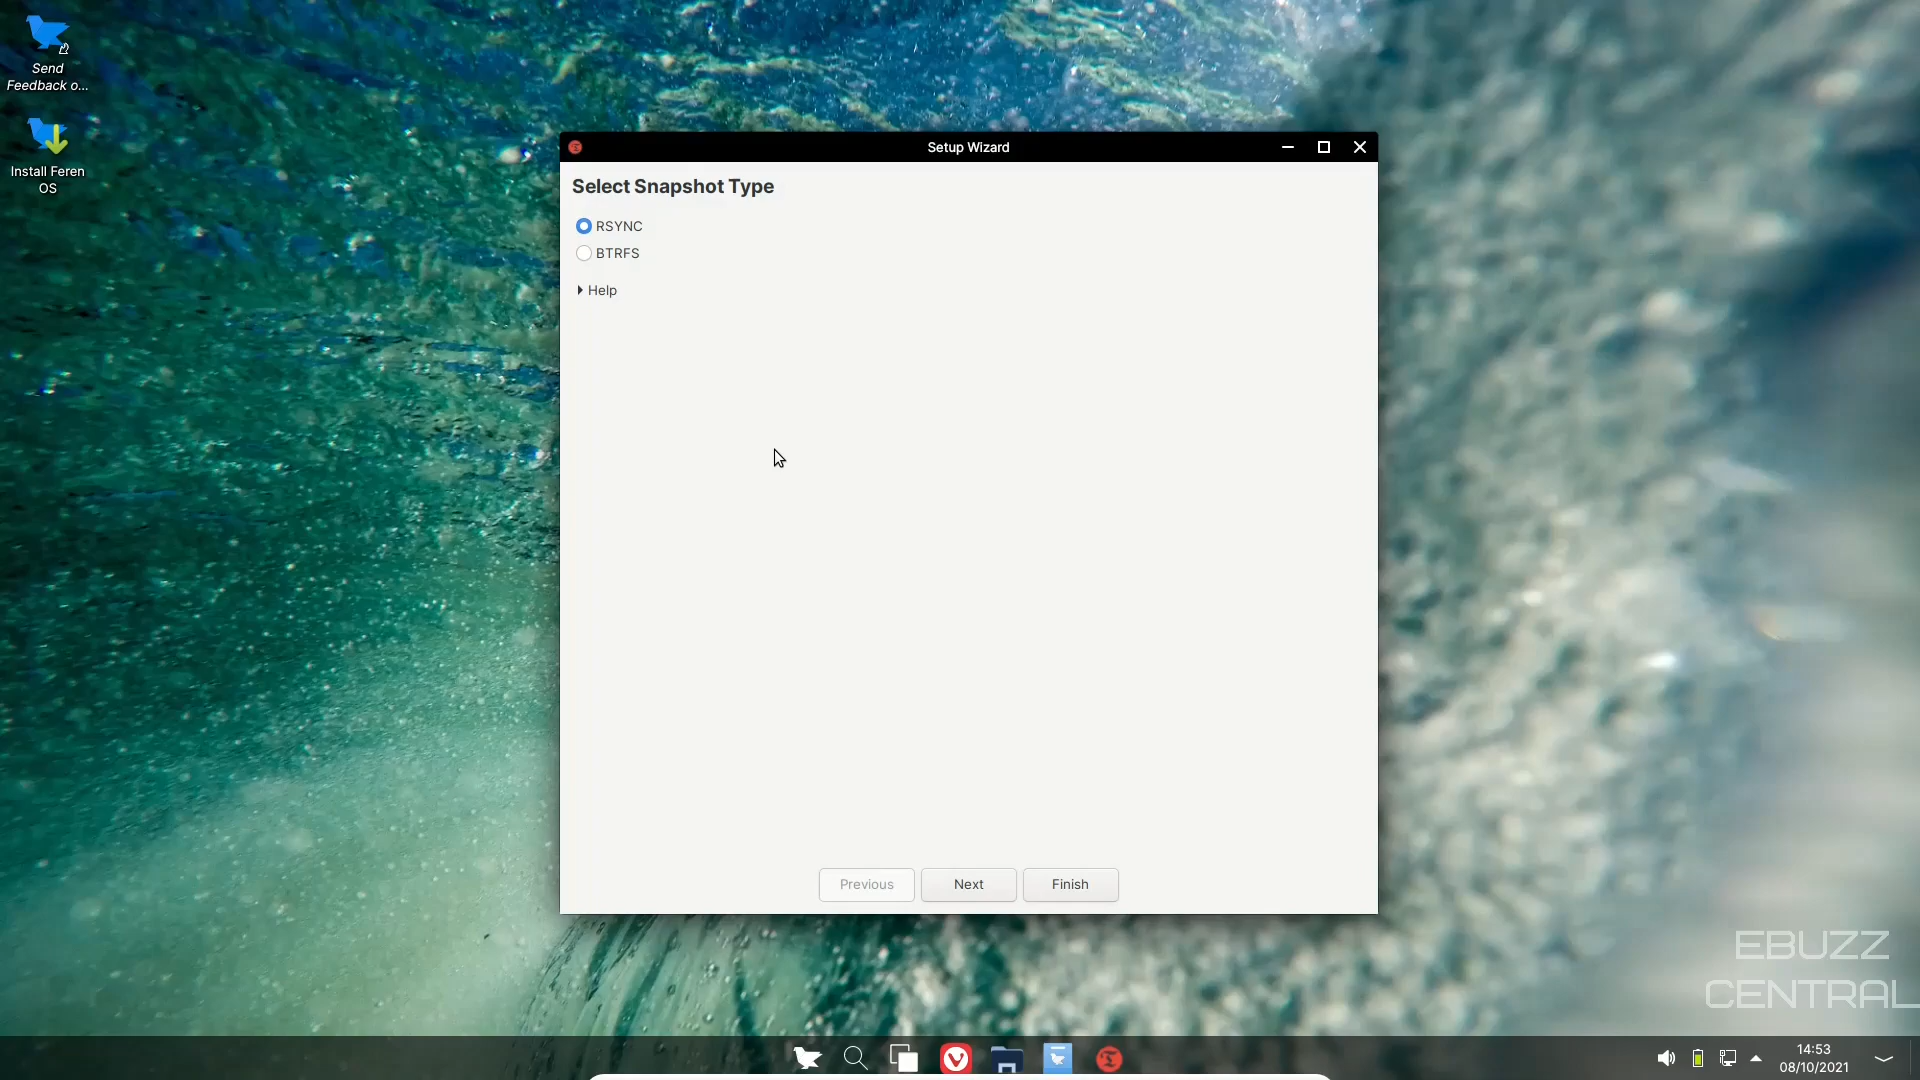 Send
Feedback o...
Install Feren
OS
Setup Wizard
Select Snapshot Type
RSYNC
BTRFS
Help
Previous
Next
Finish
EBUZZ
CENTRAL
14:53
08/10/2021